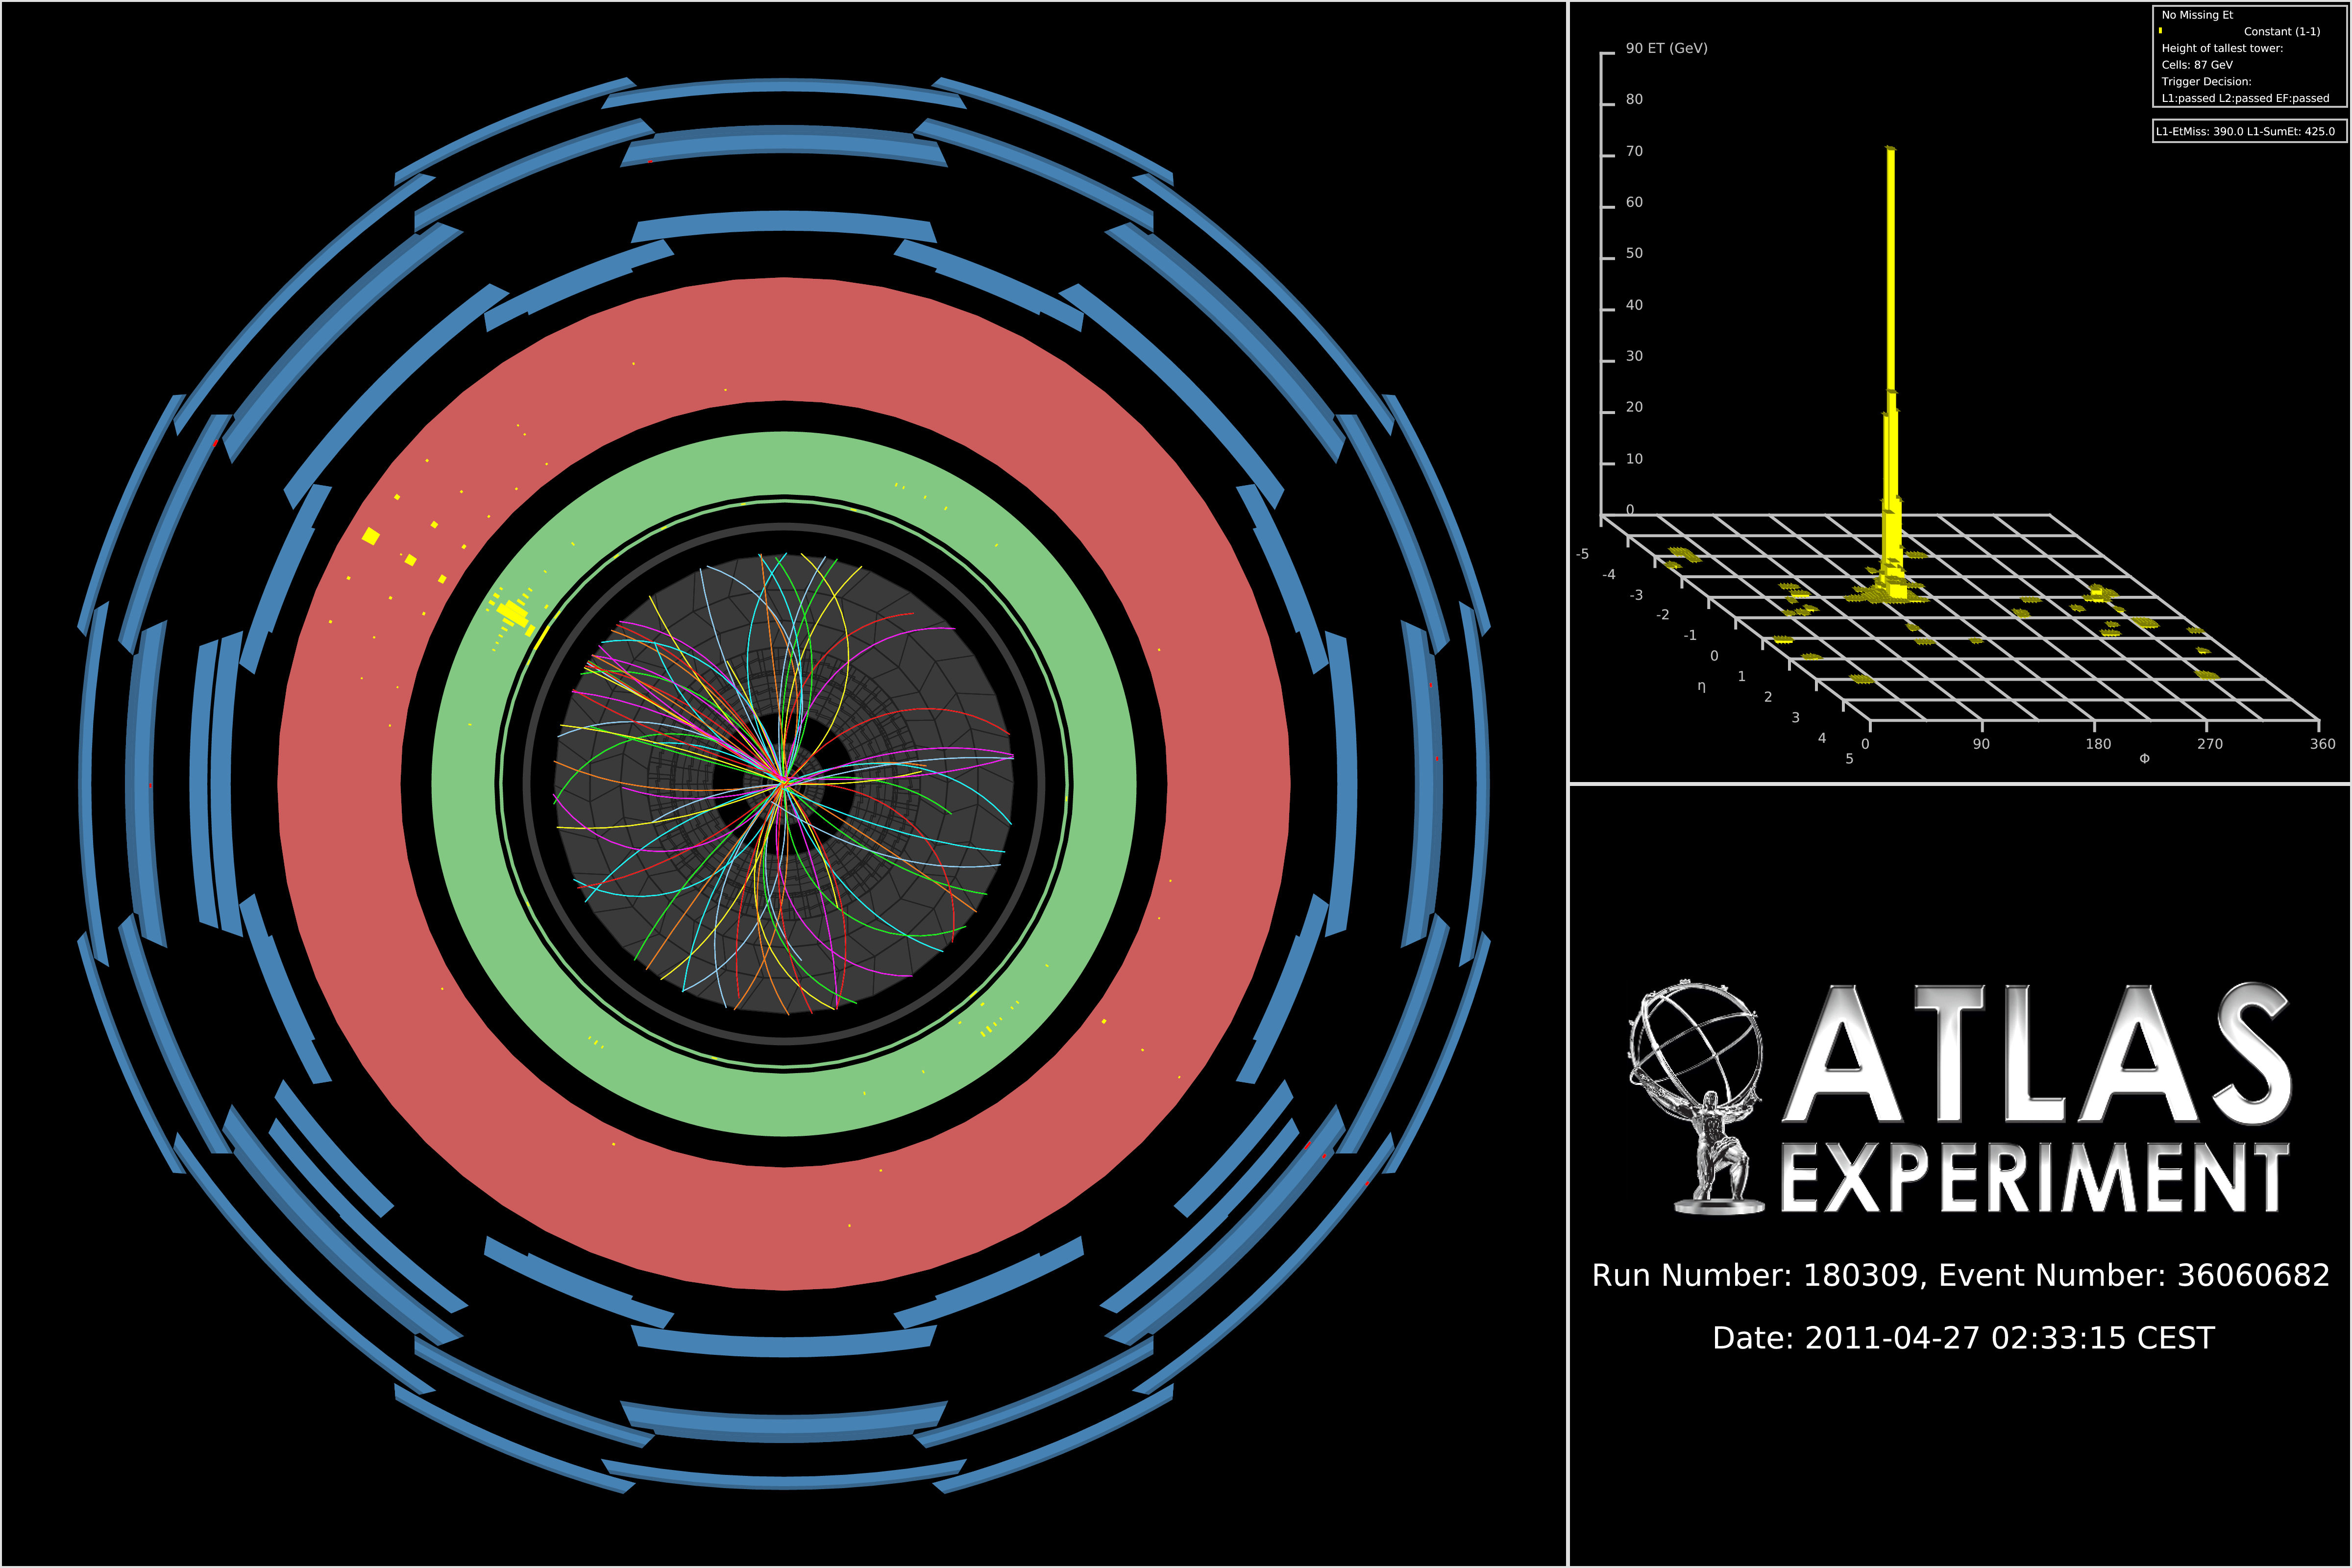 No Missing Et
Constant (1-1)
Height of tallest tower:
Cells: 87 GeV
Trigger Decision:
L1:passed L2:passed EF:passed
L1-EtMiss: 390.0 L1-SumEt: 425.0
90 ET (GeV)
80
70
60
50
40
30
20
10
0
-5
-4
-3
-2
-1
0
1
2
3
4
5
η
0 90 180 270 360
Φ
ATLAS
EXPERIMENT
Run Number: 180309, Event Number: 36060682
Date: 2011-04-27 02:33:15 CEST